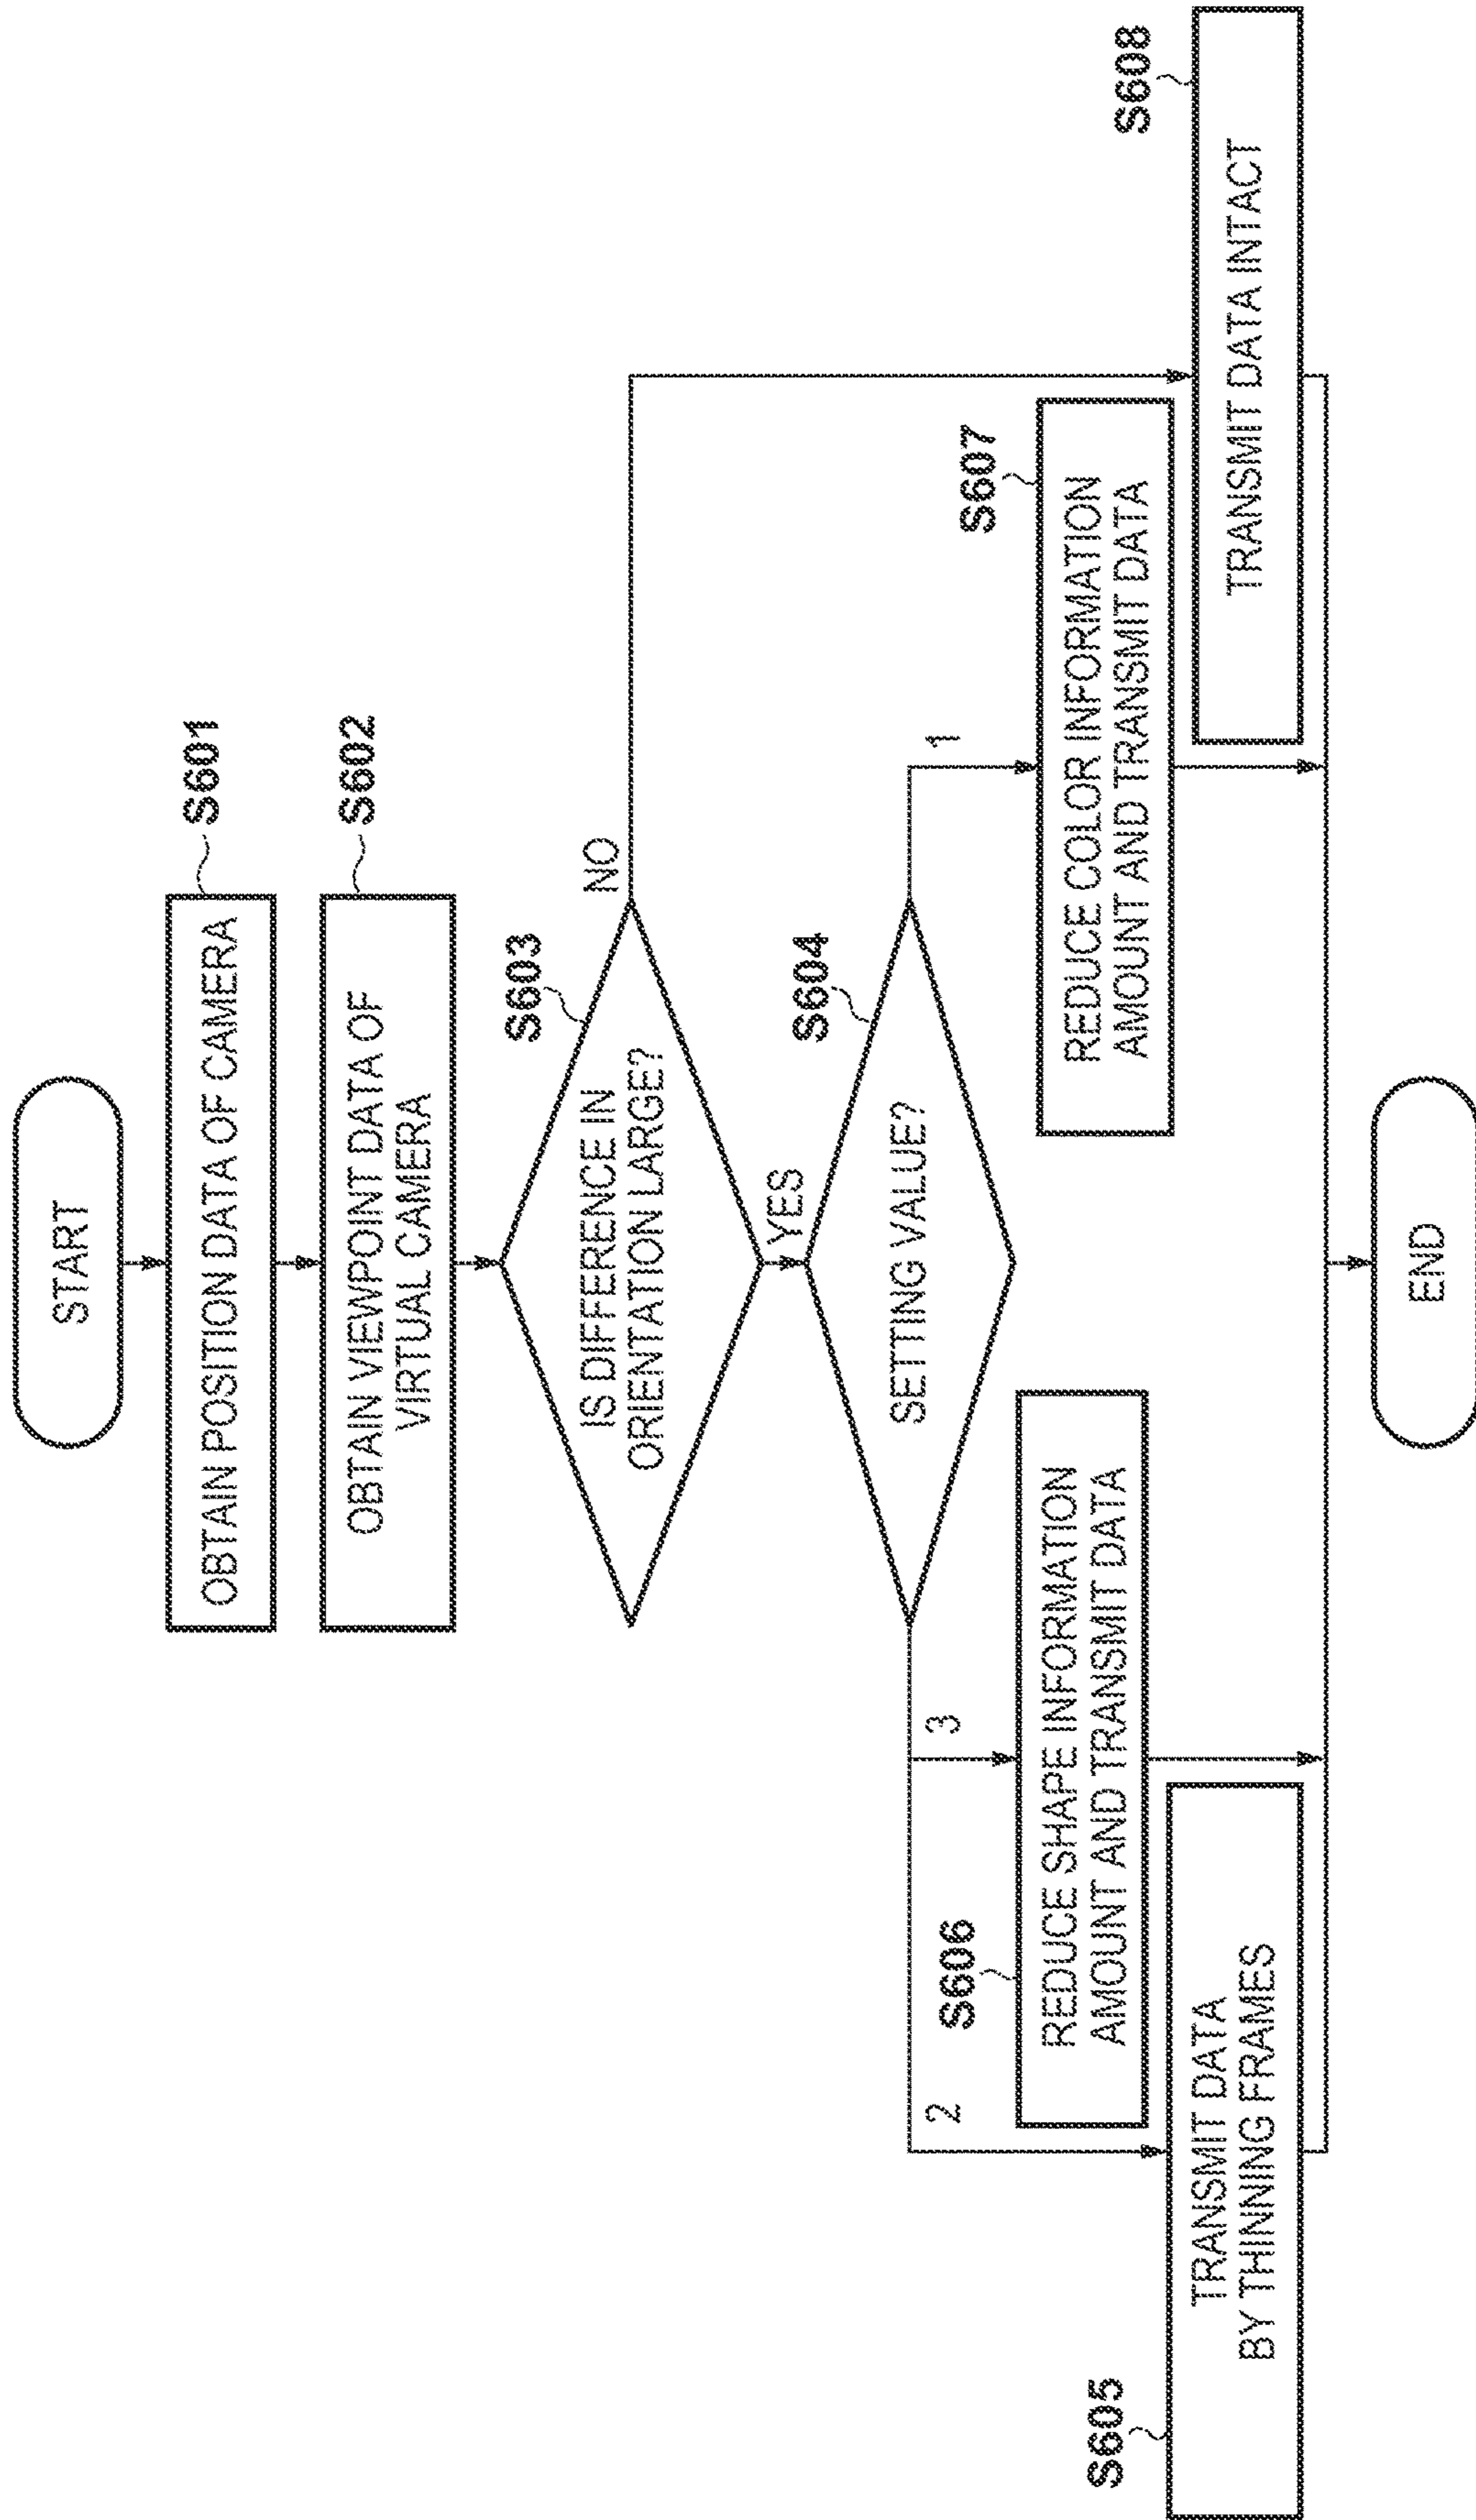 START
OBTAIN POSITION DATA OF CAMERA
S601
OBTAIN VIEWPOINT DATA OF
VIRTUAL CAMERA
S602
IS DIFFERENCE IN
ORIENTATION LARGE?
S603
NO
YES
SETTING VALUE?
S604
2
3
1
S606
REDUCE SHAPE INFORMATION
AMOUNT AND TRANSMIT DATA
S607
REDUCE COLOR INFORMATION
AMOUNT AND TRANSMIT DATA
S605
TRANSMIT DATA
BY THINNING FRAMES
S608
TRANSMIT DATA INTACT
END